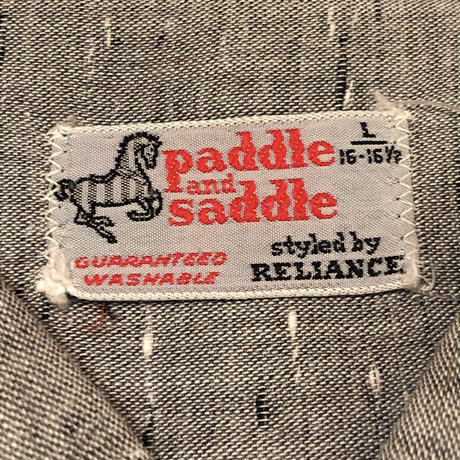 paddle
and
saddle
L
16-16½
GUARANTEED
WASHABLE
styled by
RELIANCE